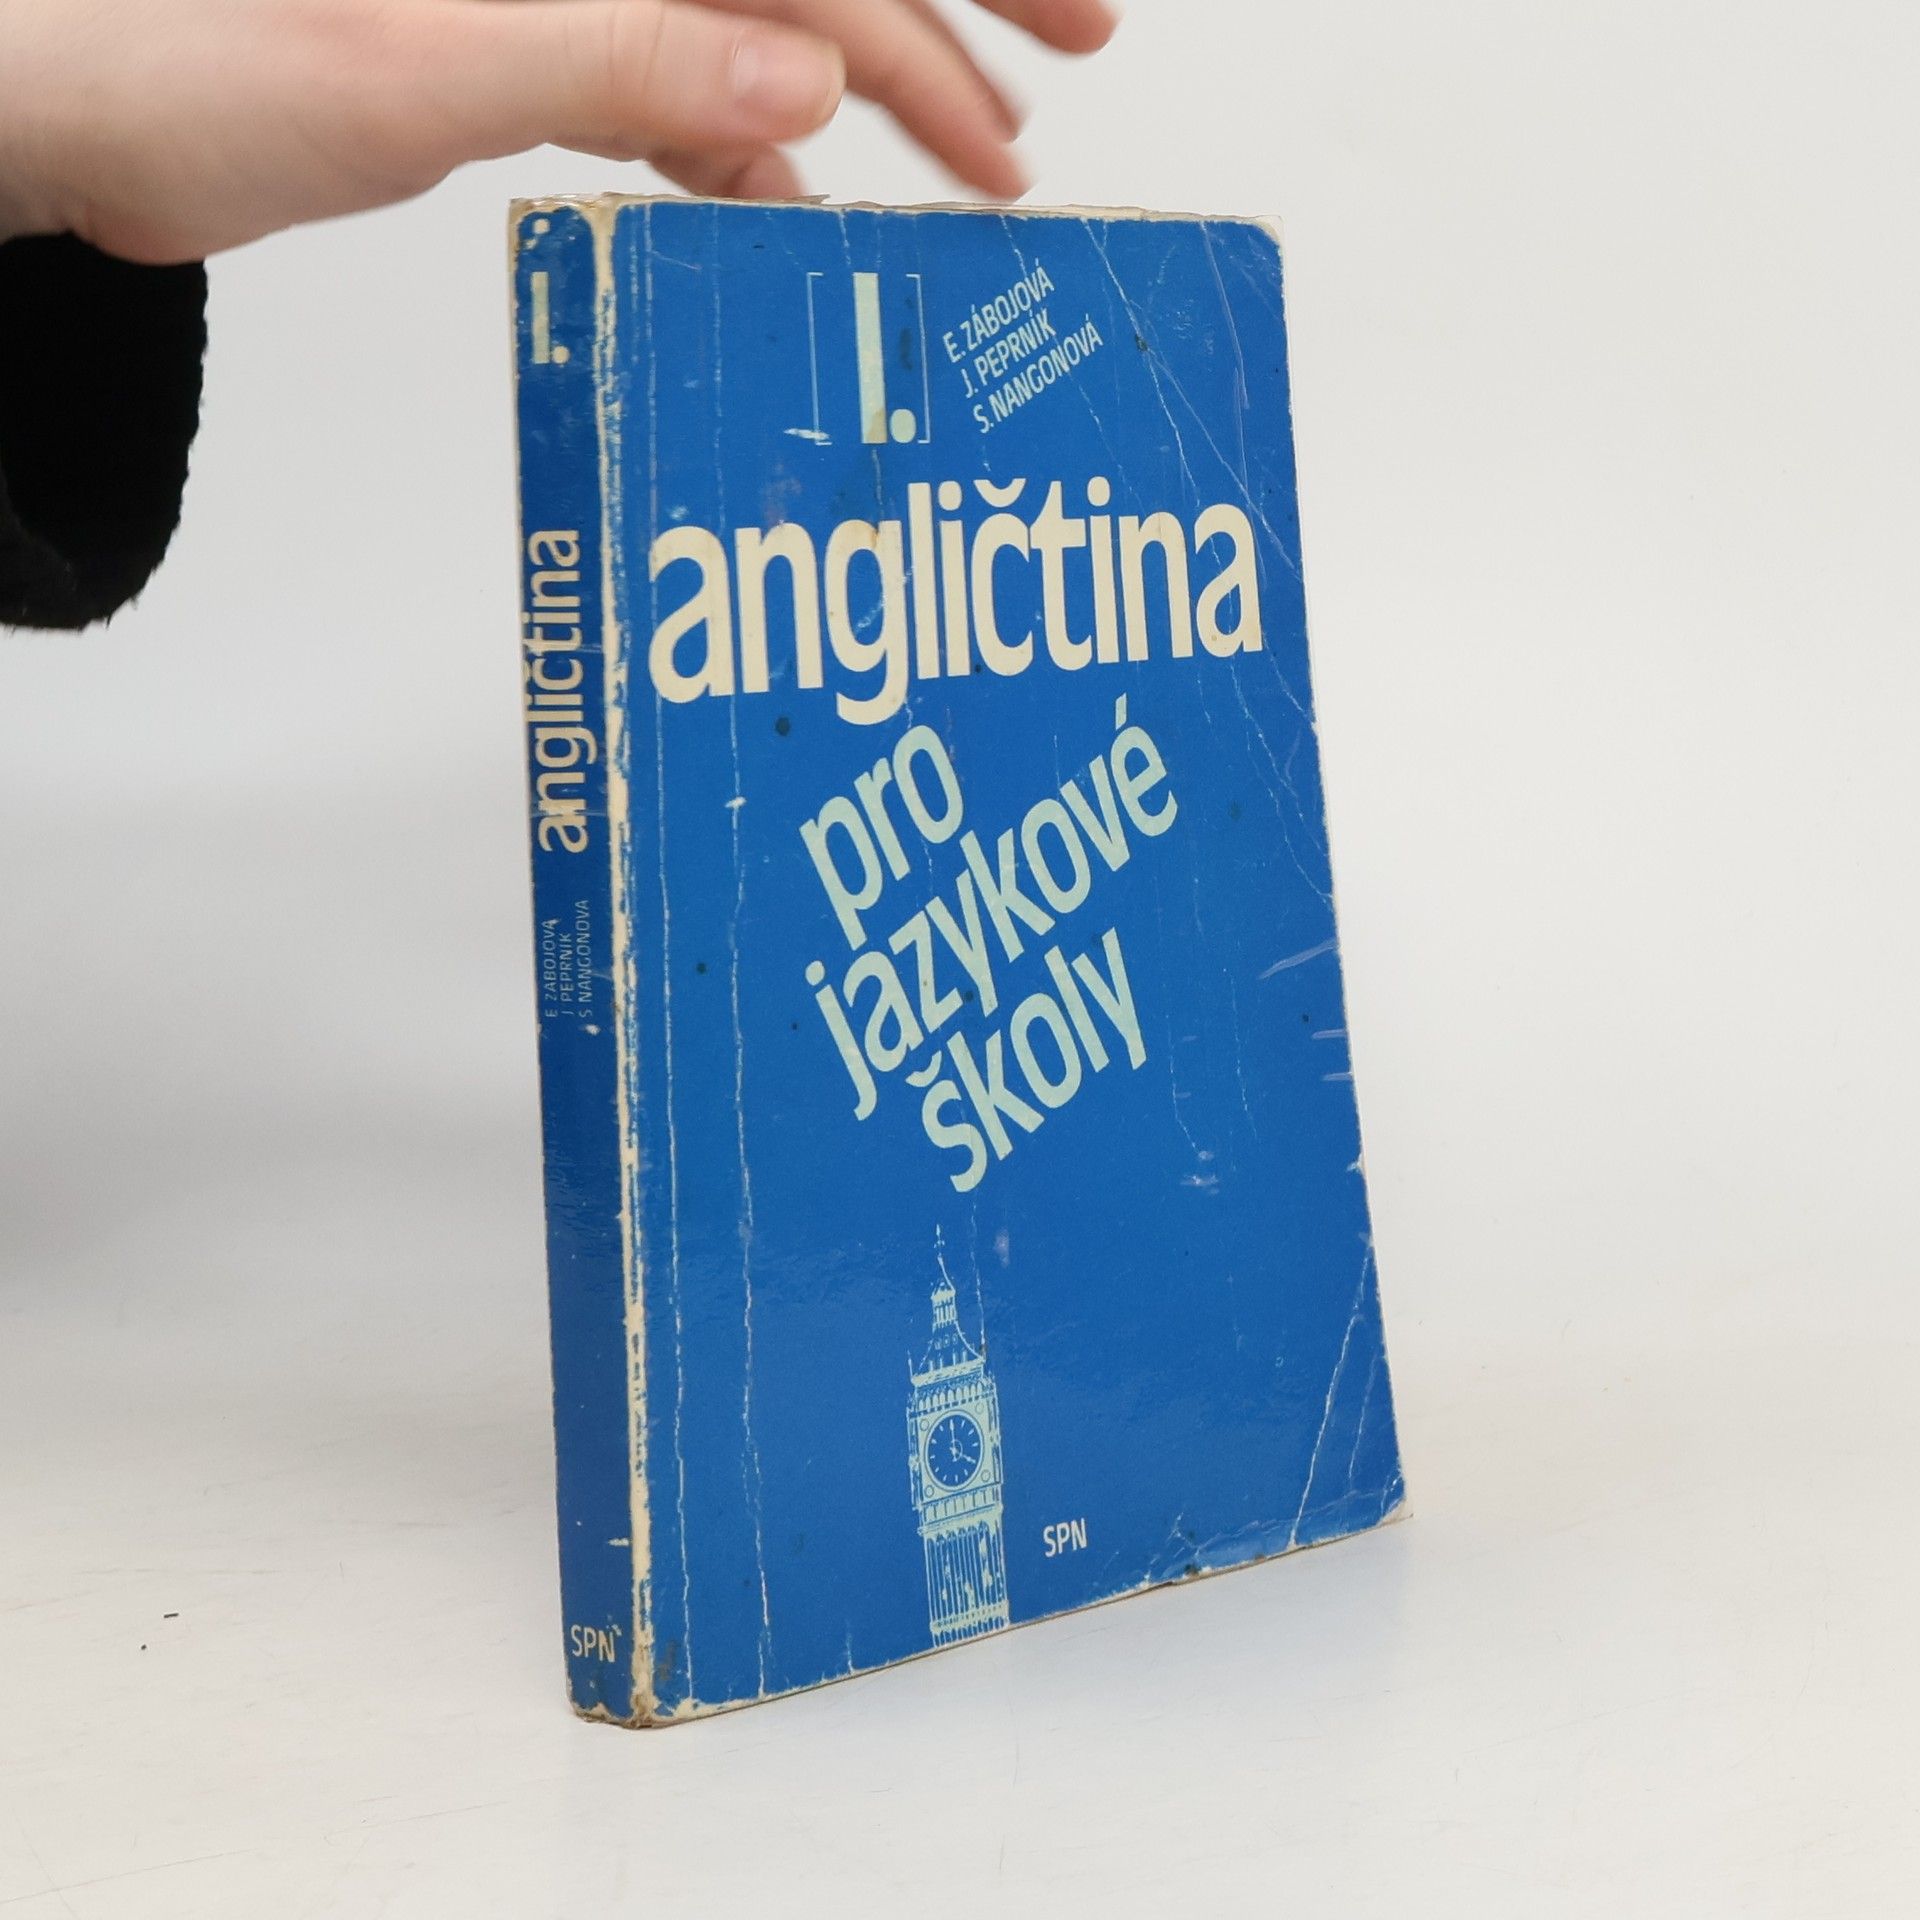 I.
angličtina
E ZÁBOJOVÁ
J PEPRNÍK
S NANGONOVÁ
SPN
[I.]
E. ZÁBOJOVÁ
J. PEPRNÍK
S. NANGONOVÁ
angličtina
pro
jazykové
školy
SPN